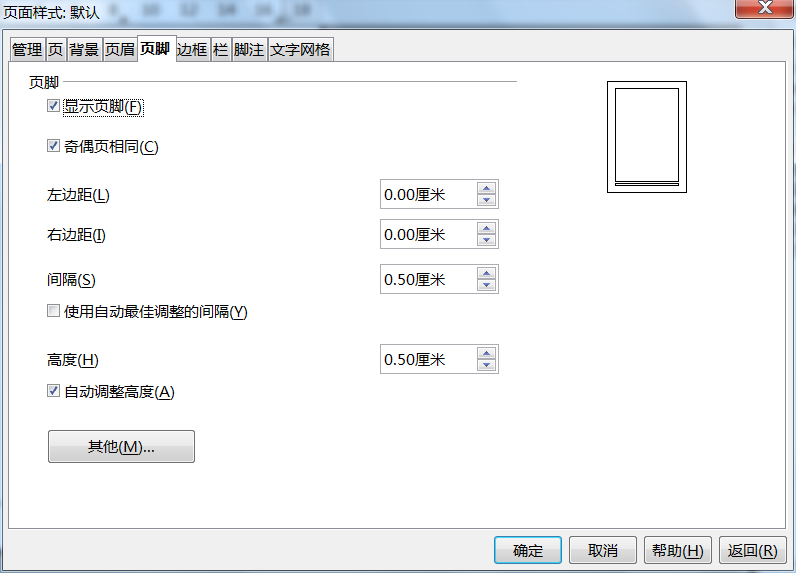 页面样式: 默认
管理 页 背景 页眉 页脚 边框 栏 脚注 文字网格
页脚
显示页脚(F)
奇偶页相同(C)
左边距(L) 0.00厘米
右边距(I) 0.00厘米
间隔(S) 0.50厘米
使用自动最佳调整的间隔(Y)
高度(H) 0.50厘米
自动调整高度(A)
其他(M)...
确定 取消 帮助(H) 返回(R)